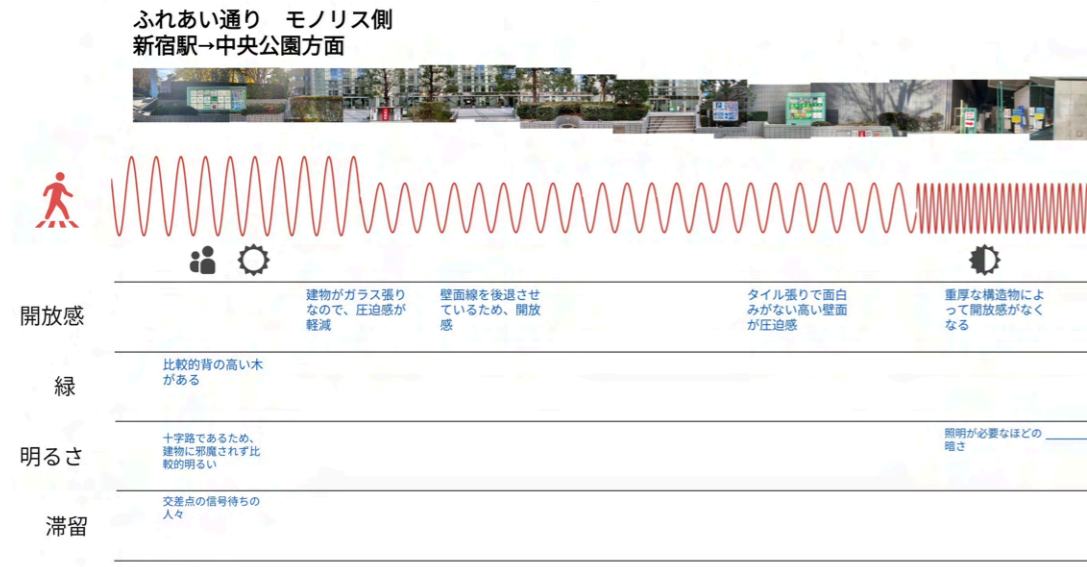 ふれあい通り　モノリス側
新宿駅→中央公園方面
開放感
建物がガラス張り
なので、圧迫感が
軽減
壁面線を後退させ
ているため、開放
感
タイル張りで面白
みがない高い壁面
が圧迫感
重厚な構造物によ
って開放感がなく
なる
緑
比較的背の高い木
がある
明るさ
十字路であるため、
建物に邪魔されず比
較的明るい
照明が必要なほどの
暗さ
滞留
交差点の信号待ちの
人々